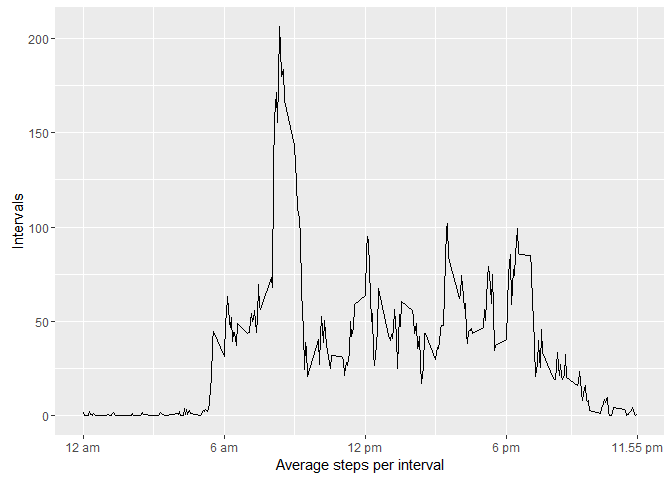 200
150
100
50
0
Intervals
12 am
6 am
12 pm
6 pm
11.55 pm
Average steps per interval